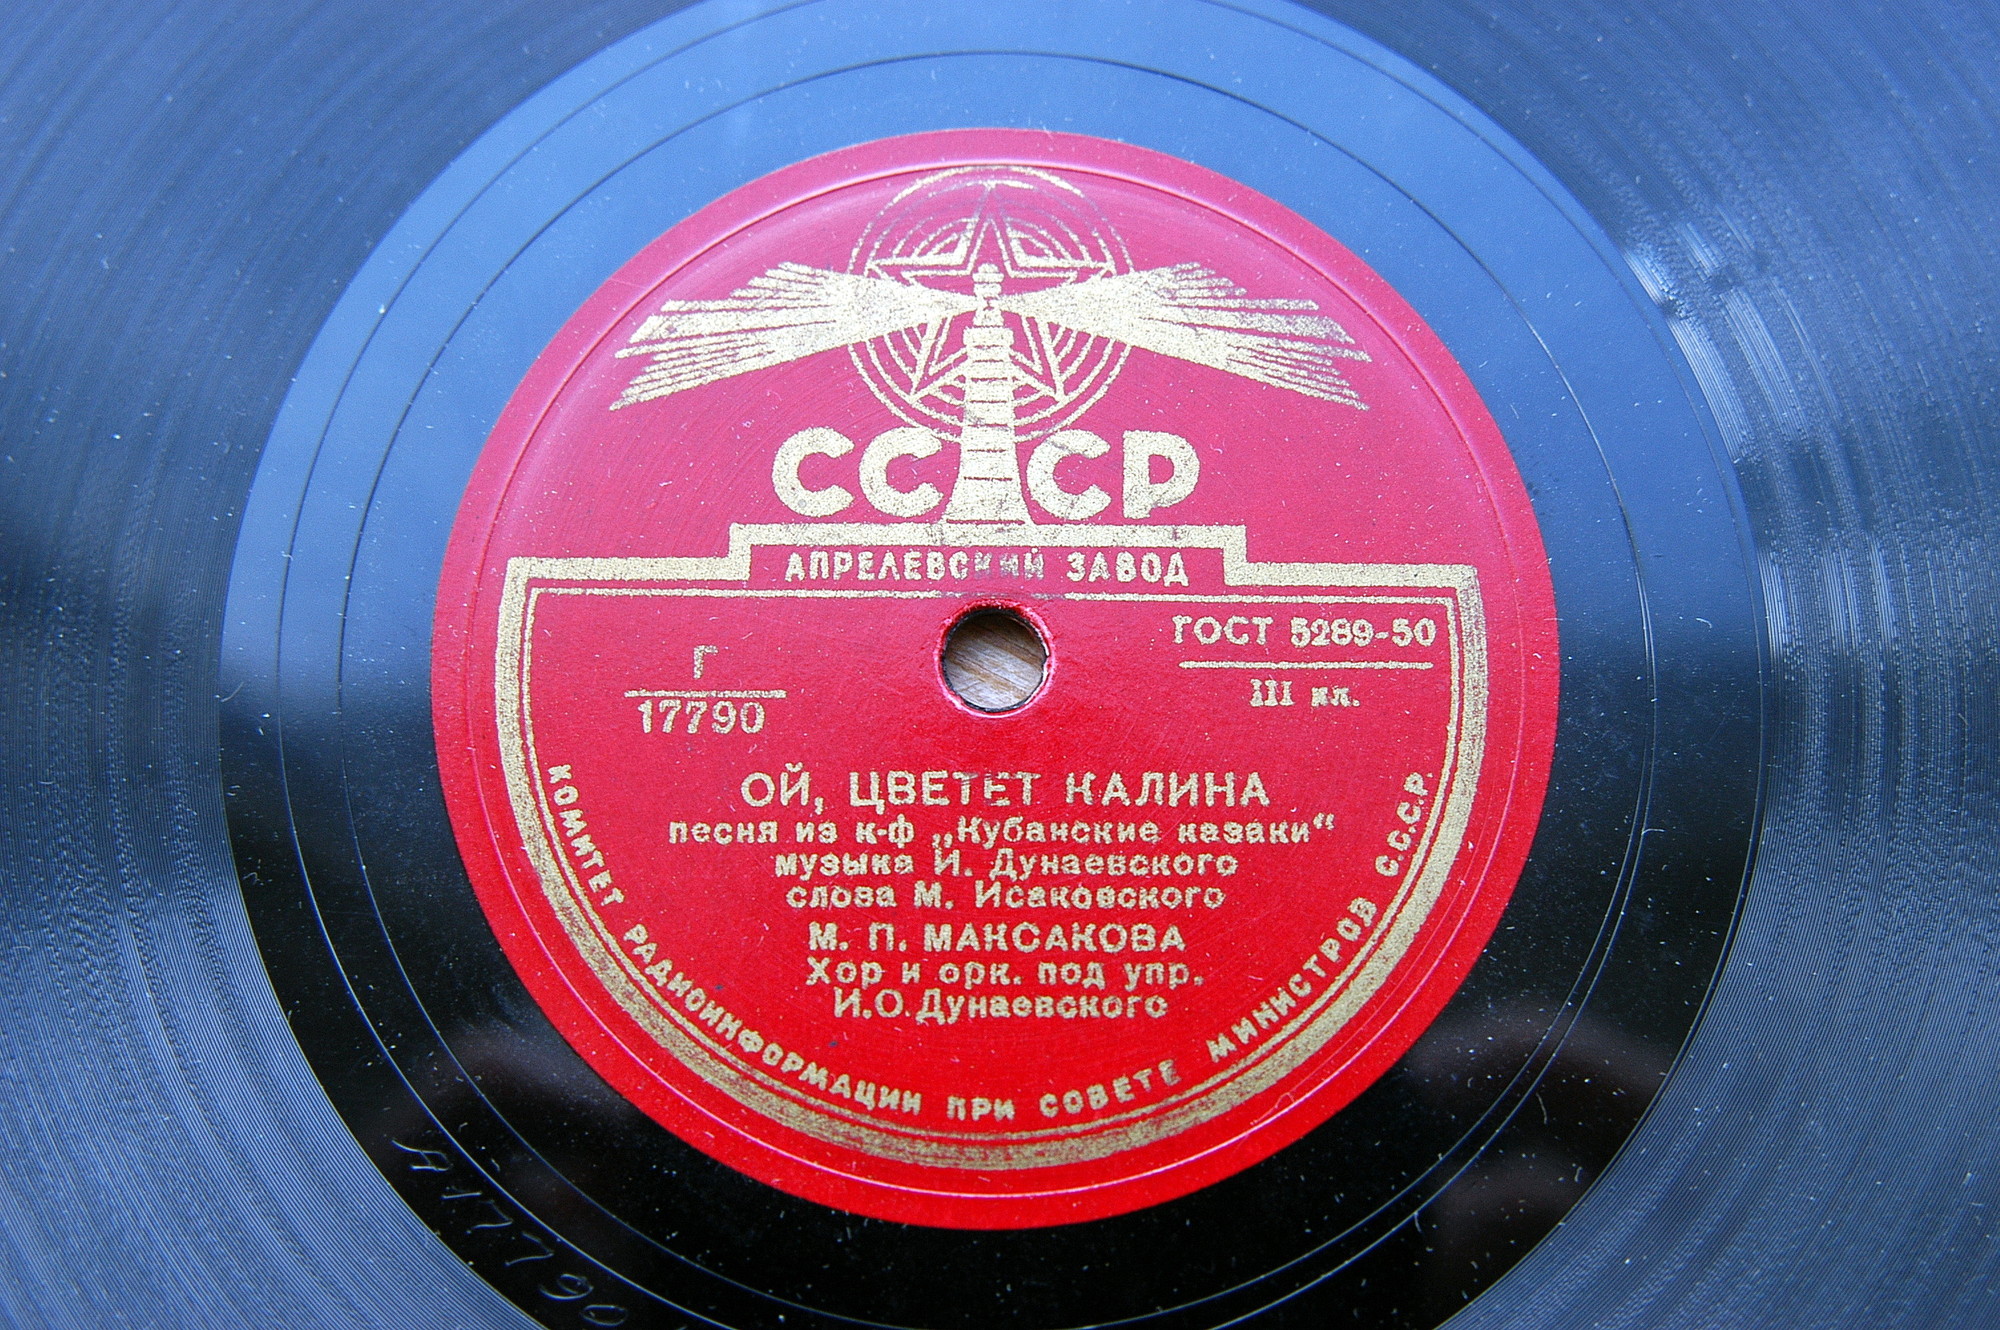 СССР
АПРЕЛЕВСКИЙ ЗАВОД
ГОСТ 5289-50
III кл.
Г
17790
ОЙ, ЦВЕТЕТ КАЛИНА
песня из к-ф „Кубанские казаки“
музыка И. Дунаевского
слова М. Исаковского
М. П. МАКСАКОВА
Хор и орк. под упр.
И.О.Дунаевского
КОМИТЕТ РАДИОИНФОРМАЦИИ ПРИ СОВЕТЕ МИНИСТРОВ С.С.С.Р.
17790